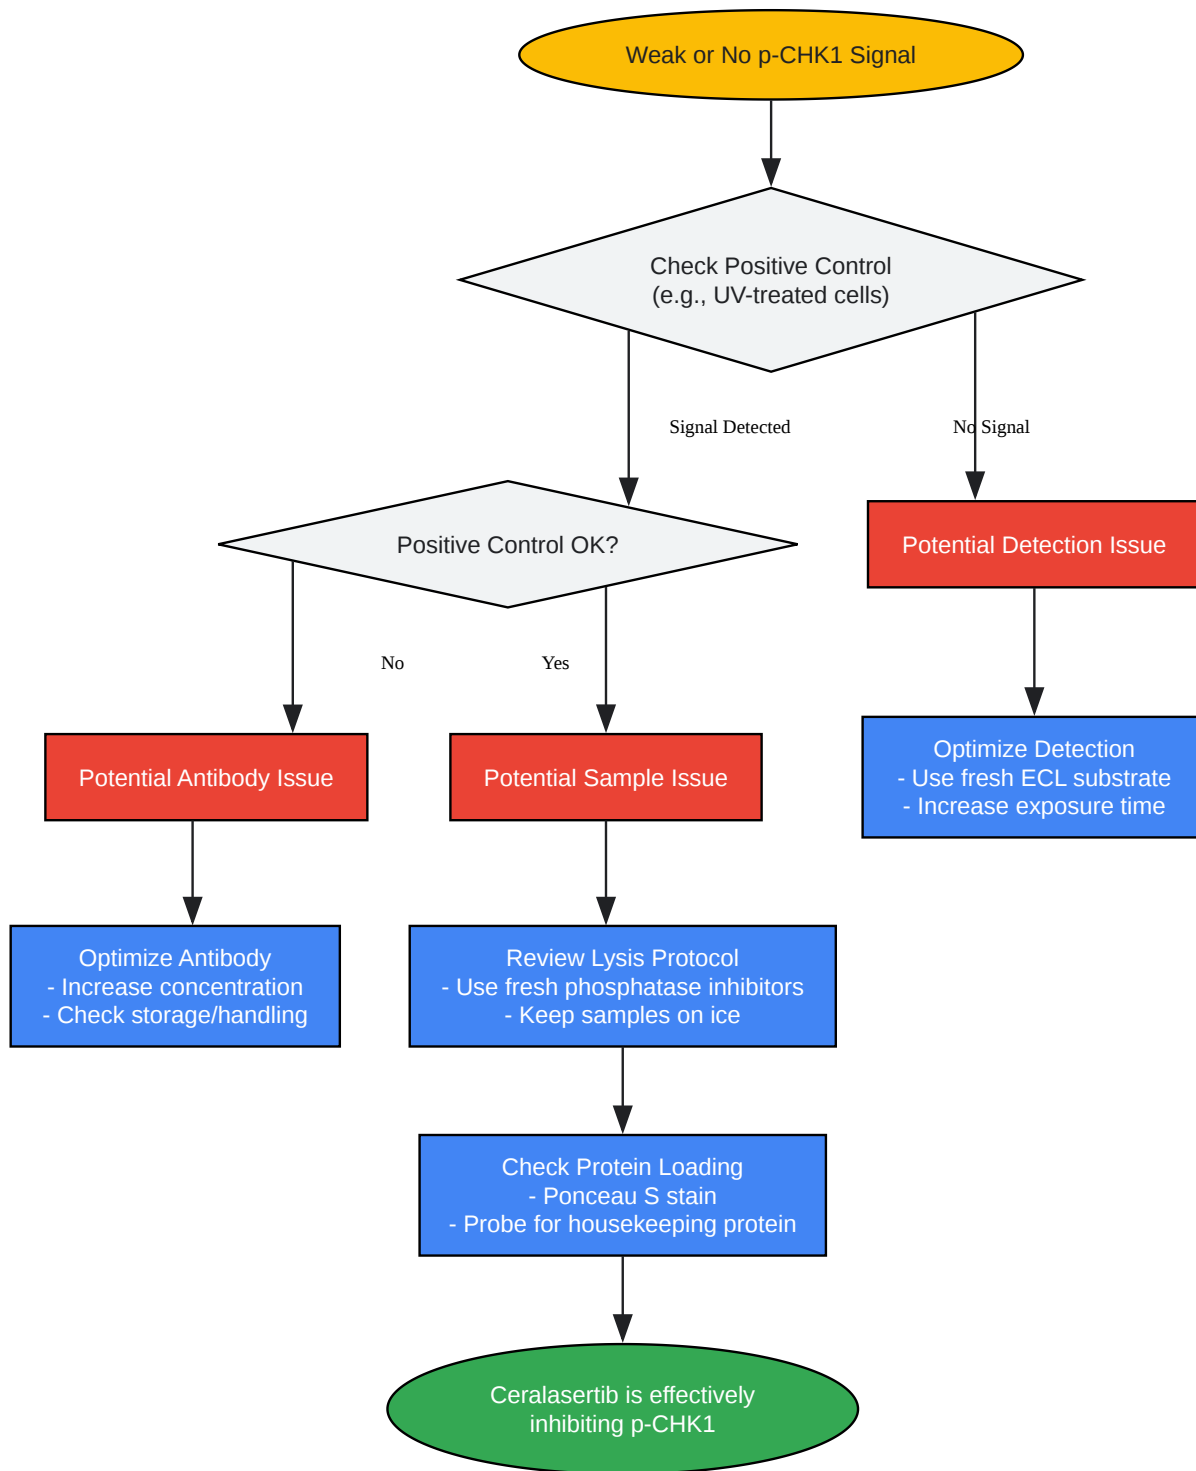 Weak or No p-CHK1 Signal
Check Positive Control
(e.g., UV-treated cells)
Signal Detected
No Signal
Positive Control OK?
Potential Detection Issue
No
Yes
Potential Antibody Issue
Potential Sample Issue
Optimize Detection
- Use fresh ECL substrate
- Increase exposure time
Optimize Antibody
- Increase concentration
- Check storage/handling
Review Lysis Protocol
- Use fresh phosphatase inhibitors
- Keep samples on ice
Check Protein Loading
- Ponceau S stain
- Probe for housekeeping protein
Ceralasertib is effectively
inhibiting p-CHK1